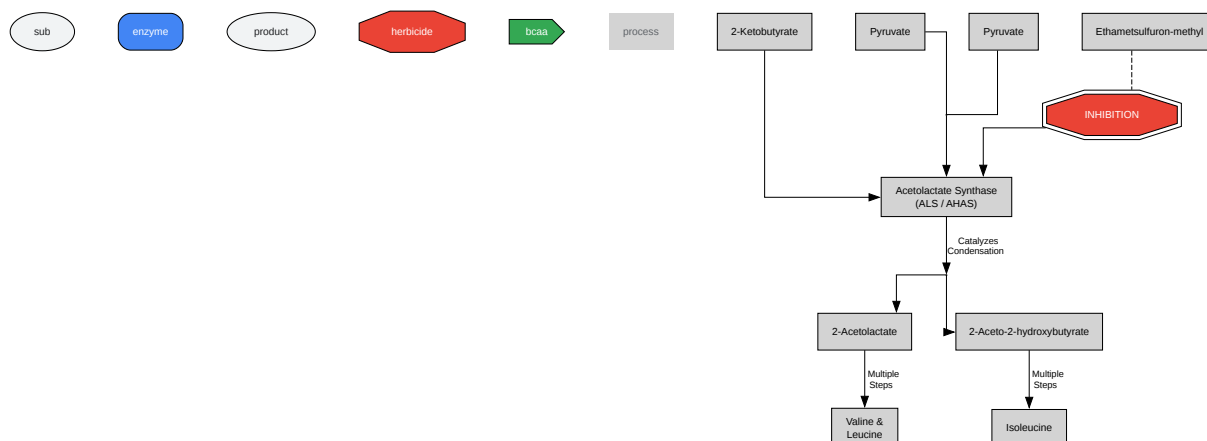 sub
enzyme
product
herbicide
bcaa
process
2-Ketobutyrate
Pyruvate
Pyruvate
Ethametsulfuron-methyl
INHIBITION
Acetolactate Synthase
(ALS / AHAS)
Catalyzes
Condensation
2-Acetolactate
2-Aceto-2-hydroxybutyrate
Multiple
Steps
Multiple
Steps
Valine &
Leucine
Isoleucine